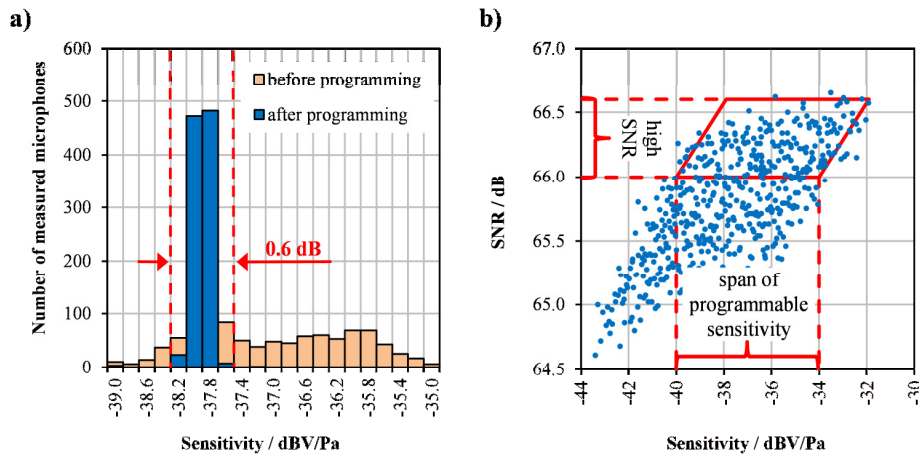 a)
600
500
400
300
200
100
0
Number of measured microphones
before programming
after programming
0.6 dB
-39.0
-38.6
-38.2
-37.8
-37.4
-37.0
-36.6
-36.2
-35.8
-35.4
-35.0
Sensitivity / dBV/Pa
b)
67.0
66.5
66.0
65.5
65.0
64.5
SNR / dB
high
SNR
span of
programmable
sensitivity
-44
-42
-40
-38
-36
-34
-32
-30
Sensitivity / dBV/Pa